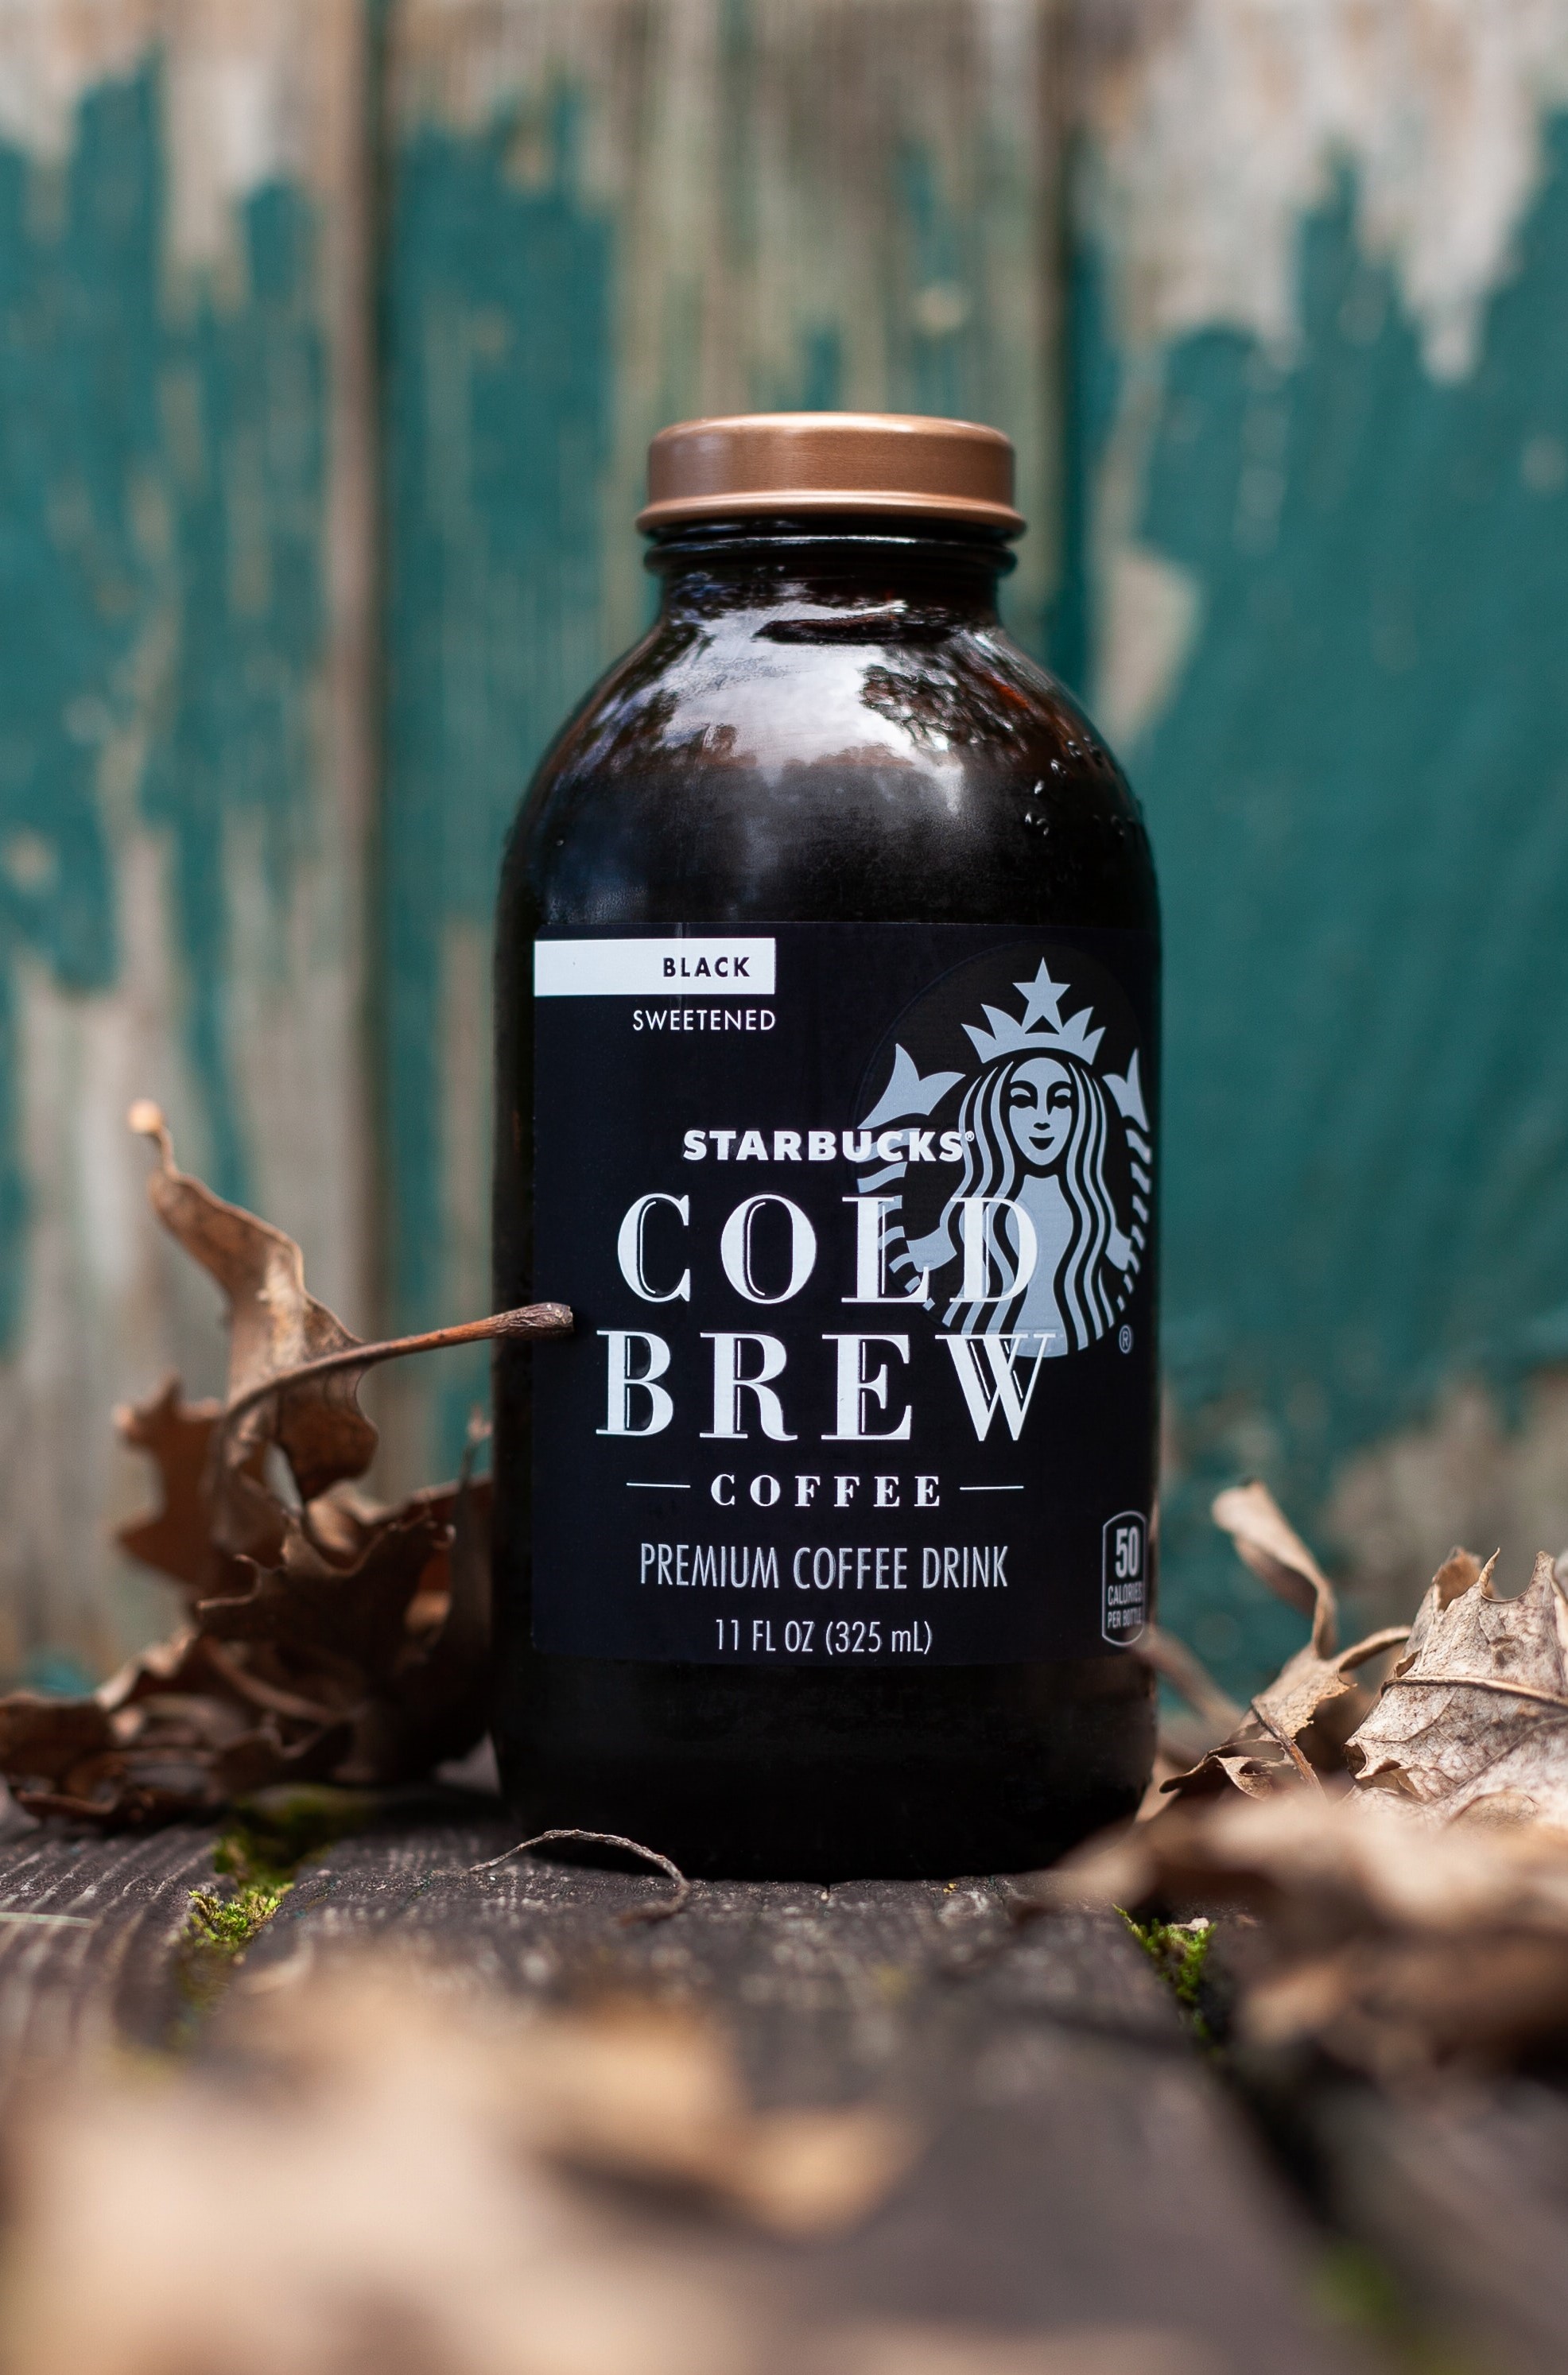 BLACK
SWEETENED
STARBUCKS®
COLD
BREW
COFFEE
PREMIUM COFFEE DRINK
11 FL OZ (325 mL)
®
50
CALORIES
PER BOTTLE